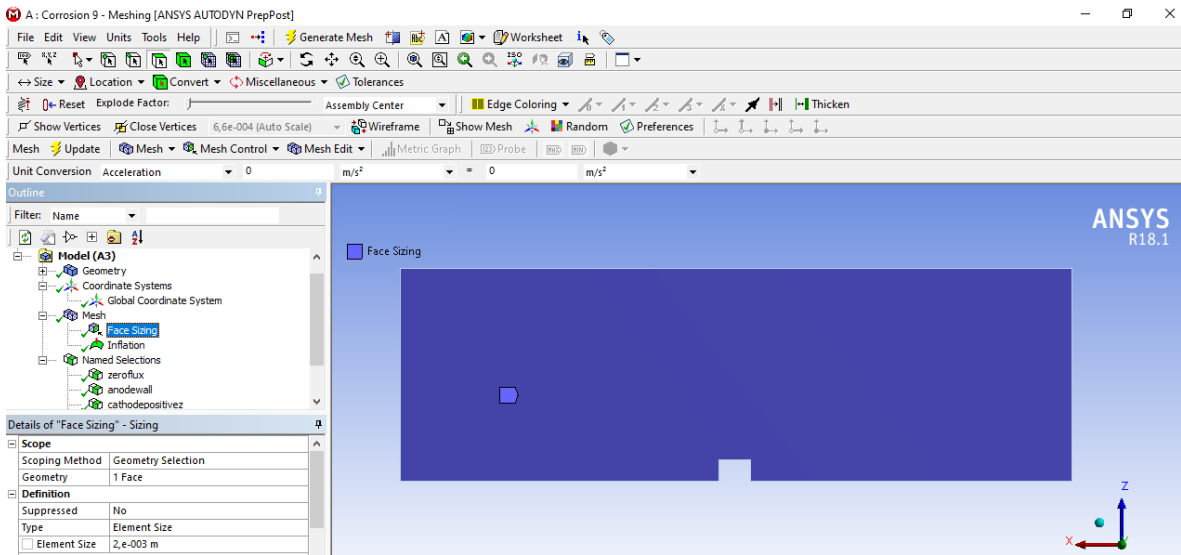 A : Corrosion 9 - Meshing [ANSYS AUTODYN PrepPost]
File Edit View Units Tools Help Generate Mesh Worksheet
Size Location Convert Miscellaneous Tolerances
Reset Explode Factor: Assembly Center Edge Coloring Thicken
Show Vertices Close Vertices 6,6e-004 (Auto Scale) Wireframe Show Mesh Random Preferences
Mesh Update Mesh Mesh Control Mesh Edit Metric Graph Probe MAX MIN
Unit Conversion Acceleration 0 m/s² = 0 m/s²
Outline
Filter: Name
Model (A3)
Geometry
Coordinate Systems
Global Coordinate System
Mesh
Face Sizing
Inflation
Named Selections
zeroflux
anodewall
cathodepositivez
Details of "Face Sizing" - Sizing
Scope
Scoping Method Geometry Selection
Geometry 1 Face
Definition
Suppressed No
Type Element Size
Element Size 2,e-003 m
Face Sizing
ANSYS
R18.1
Z
X